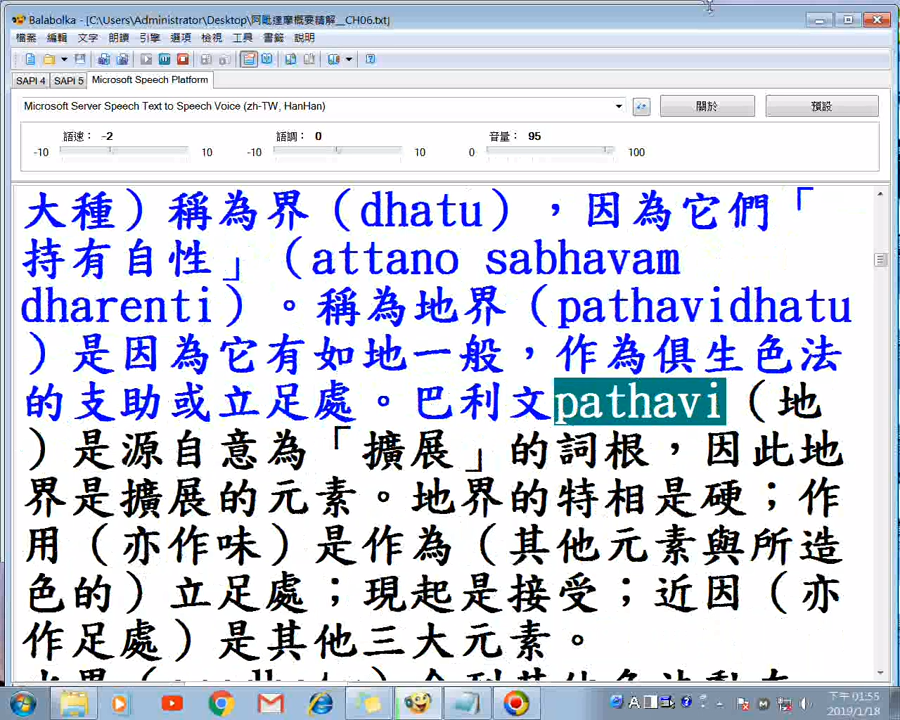 Balabolka - [C:\Users\Administrator\Desktop\阿毗達摩概要精解__CH06.txt]
檔案 編輯 文字 朗讀 引擎 選項 檢視 工具 書籤 說明
SAPI 4 SAPI 5 Microsoft Speech Platform
Microsoft Server Speech Text to Speech Voice (zh-TW, HanHan) 關於 預設
語速： -2 語調： 0 音量： 95
-10 10 -10 10 0 100
大種）稱為界（dhatu），因為它們「
持有自性」（attano sabhavam
dharenti）。稱為地界（pathavidhatu
）是因為它有如地一般，作為俱生色法
的支助或立足處。巴利文pathavi（地
）是源自意為「擴展」的詞根，因此地
界是擴展的元素。地界的特相是硬；作
用（亦作味）是作為（其他元素與所造
色的）立足處；現起是接受；近因（亦
作足處）是其他三大元素。
下午 01:55
2019/1/18